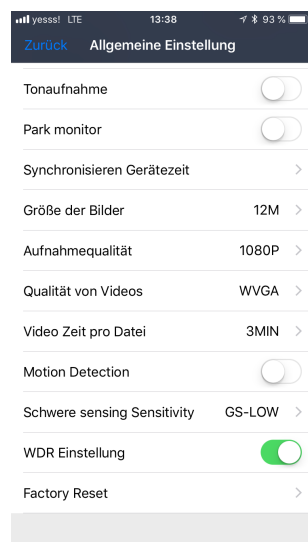 yesss! LTE 13:38 93 %
Zurück Allgemeine Einstellung
Tonaufnahme
Park monitor
Synchronisieren Gerätezeit
Größe der Bilder 12M
Aufnahmequalität 1080P
Qualität von Videos WVGA
Video Zeit pro Datei 3MIN
Motion Detection
Schwere sensing Sensitivity GS-LOW
WDR Einstellung
Factory Reset